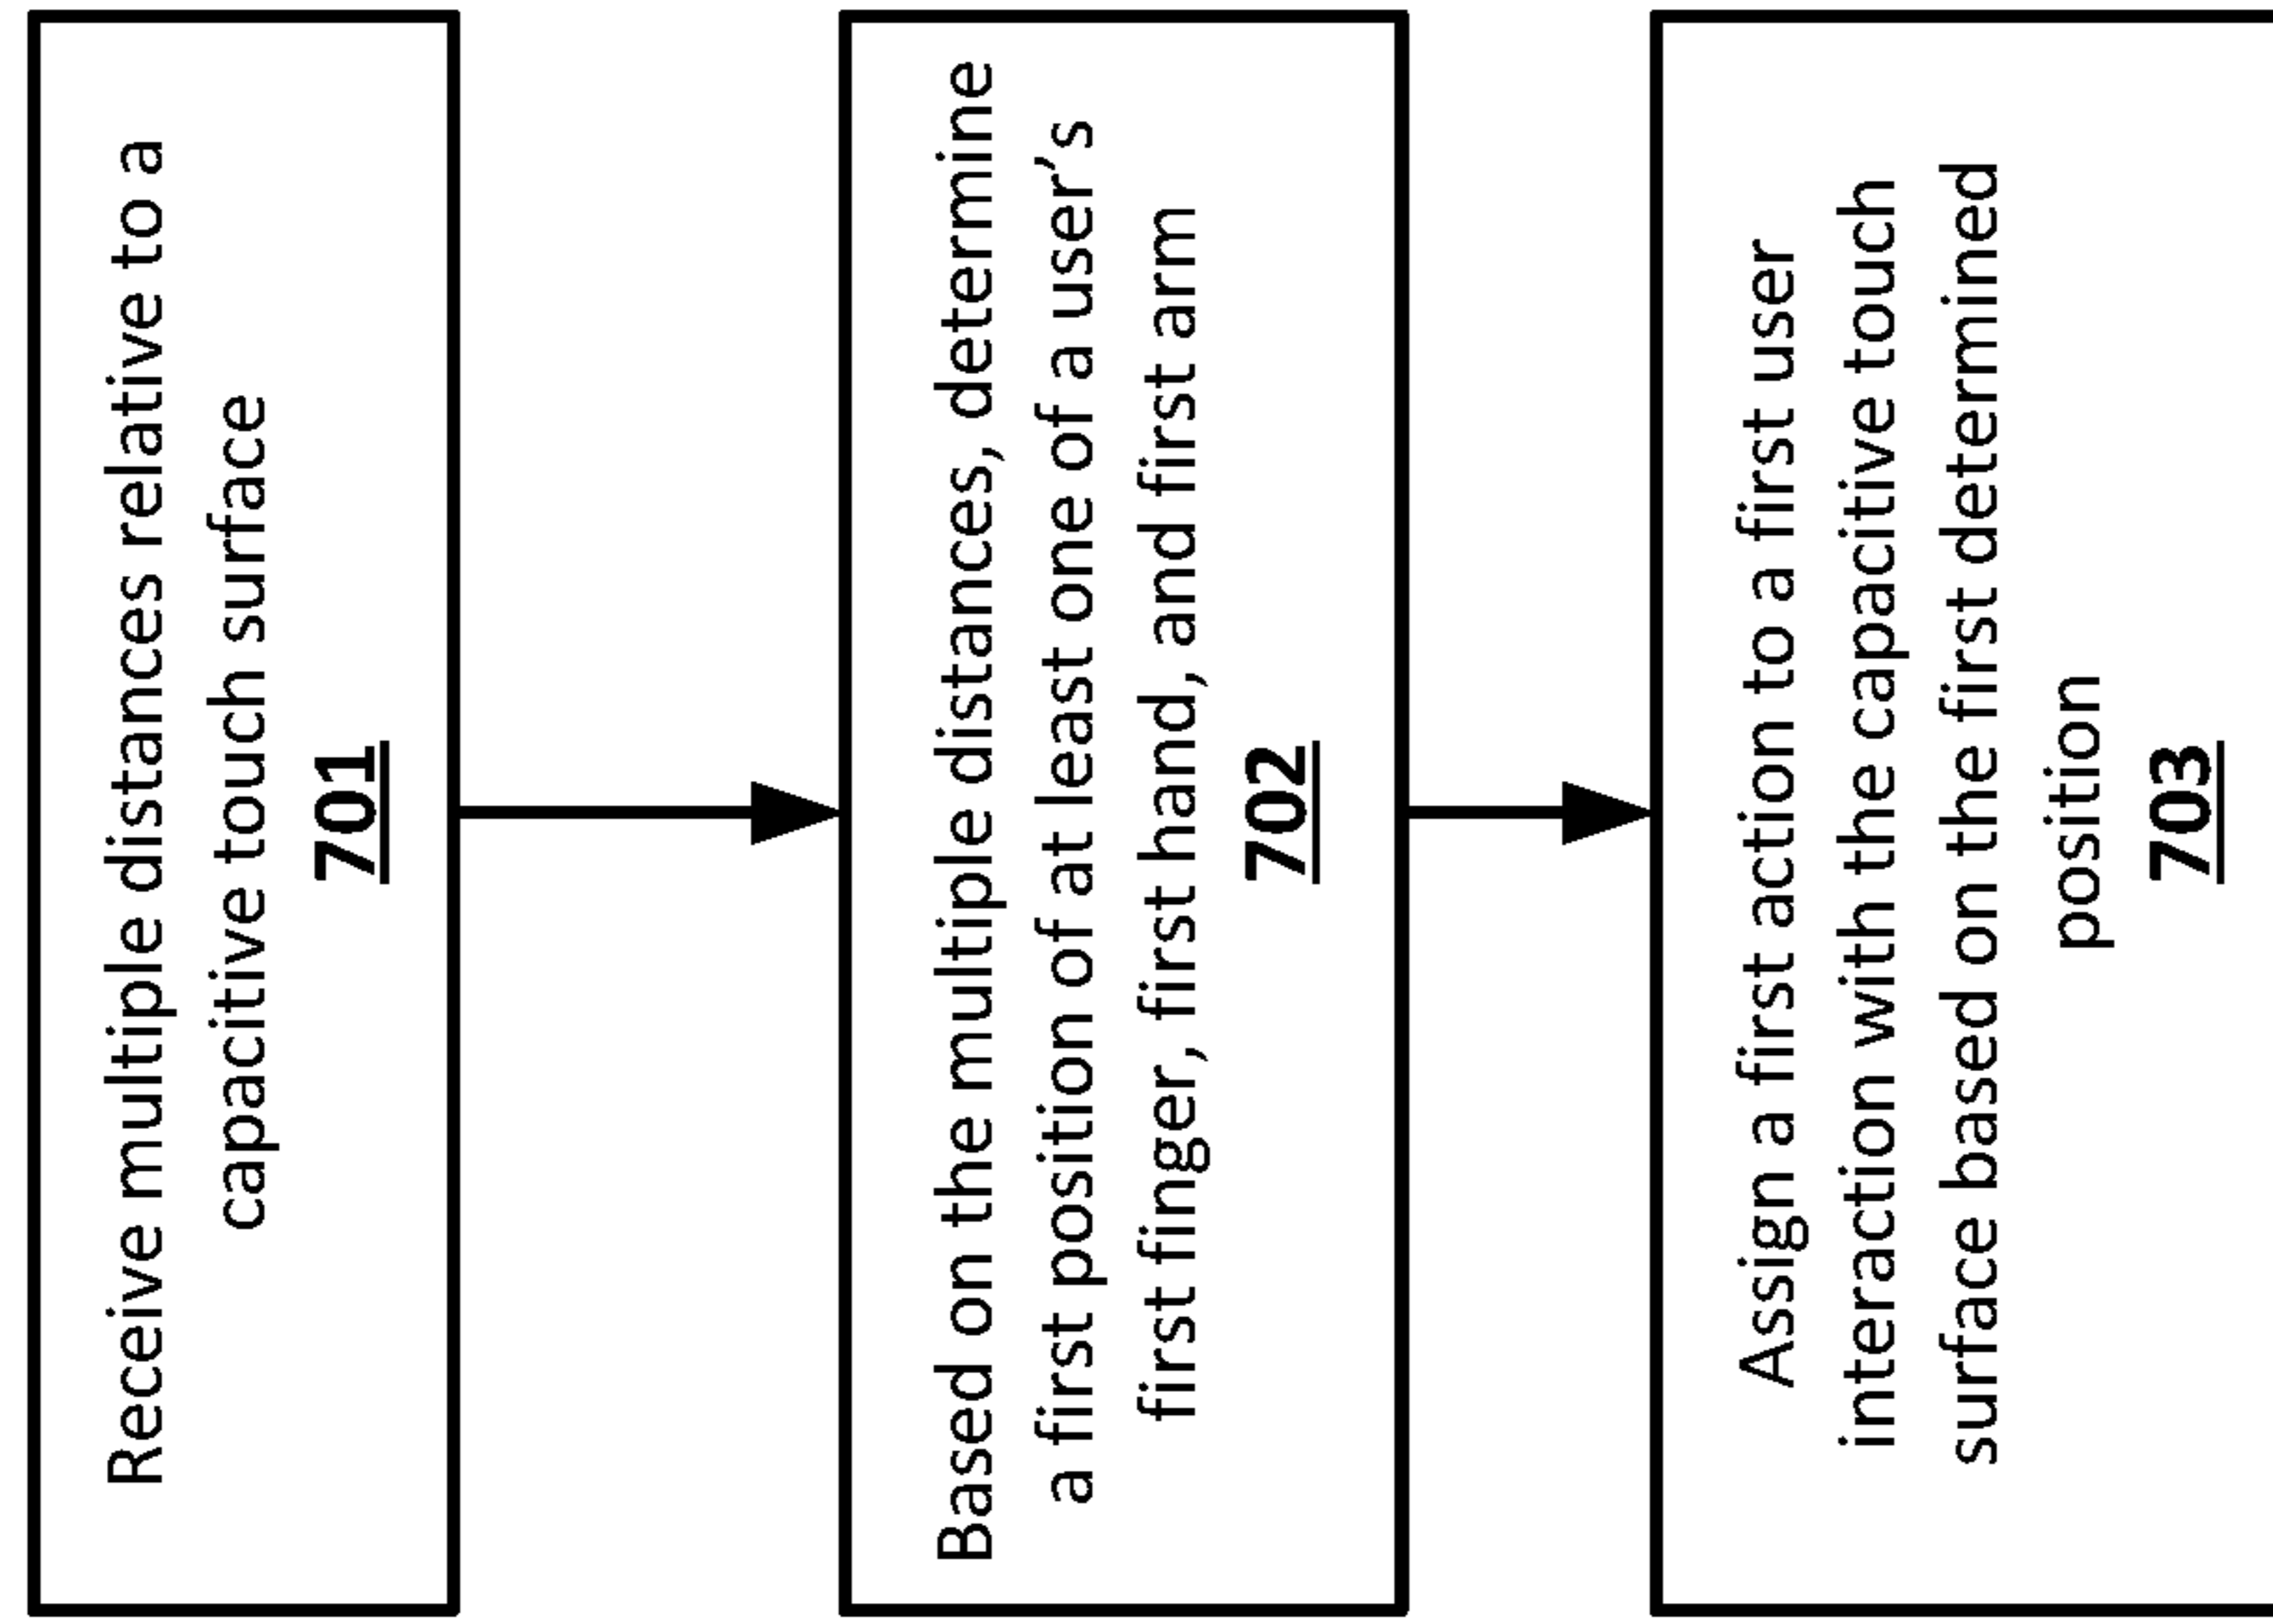 Receive multiple distances relative to a
capacitive touch surface
701
Based on the multiple distances, determine
a first position of at least one of a user’s
first finger, first hand, and first arm
702
Assign a first action to a first user
interaction with the capacitive touch
surface based on the first determined
position
703